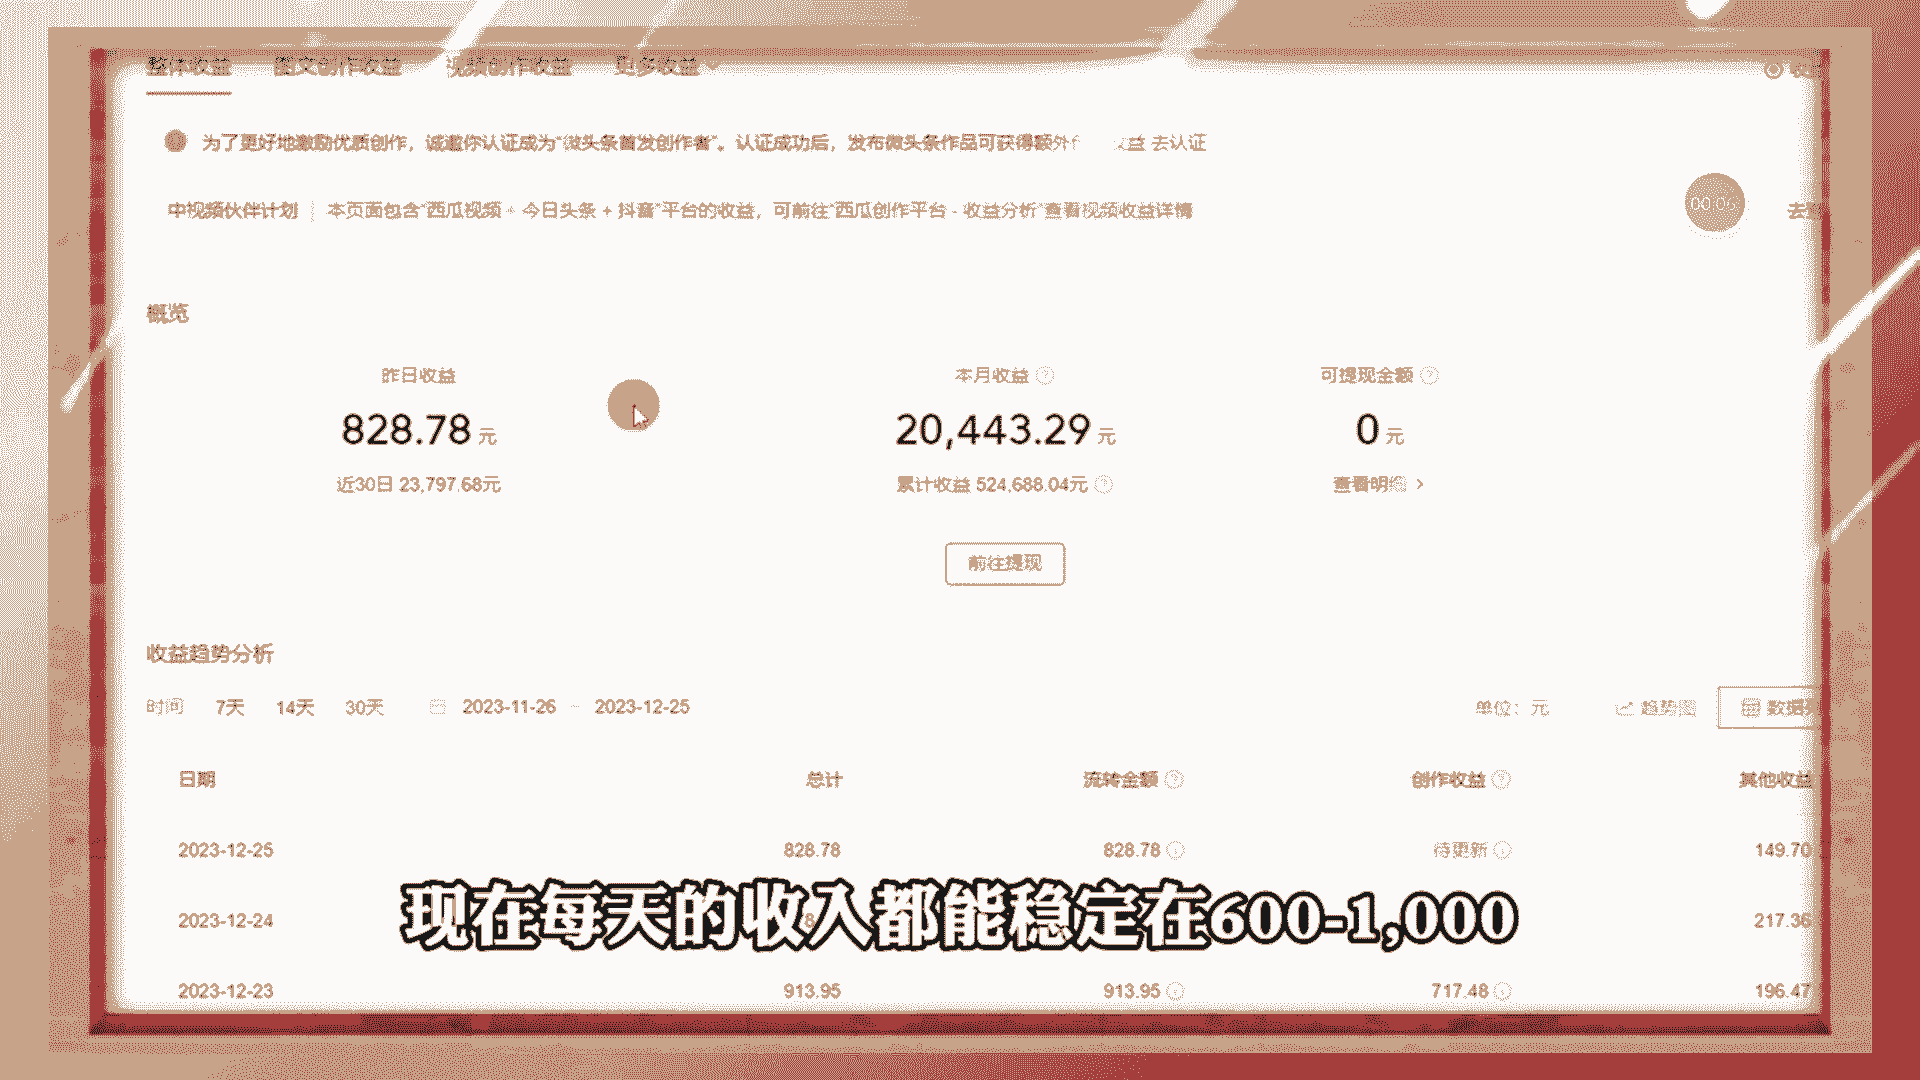 整体收益 图文创作收益 视频创作收益 更多收益
为了更好地激励优质创作，诚邀你认证成为“微头条首发创作者”。认证成功后，发布微头条作品可获得额外 收益 去认证
中视频伙伴计划 | 本页面包含“西瓜视频 + 今日头条 + 抖音”平台的收益，可前往“西瓜创作平台 - 收益分析”查看视频收益详情
00:06
去
概览
昨日收益 本月收益 可提现金额
828.78 元 20,443.29 元 0 元
近30日 23,797.68元 累计收益 524,688.04元 查看明细 >
前往提现
收益趋势分析
时间 7天 14天 30天 2023-11-26 ~ 2023-12-25 单位：元 趋势图 数据
日期 总计 流转金额 创作收益 其他收益
2023-12-25 828.78 828.78 待更新 149.70
2023-12-24 217.36
现在每天的收入都能稳定在600-1,000
2023-12-23 913.95 913.95 717.48 196.47